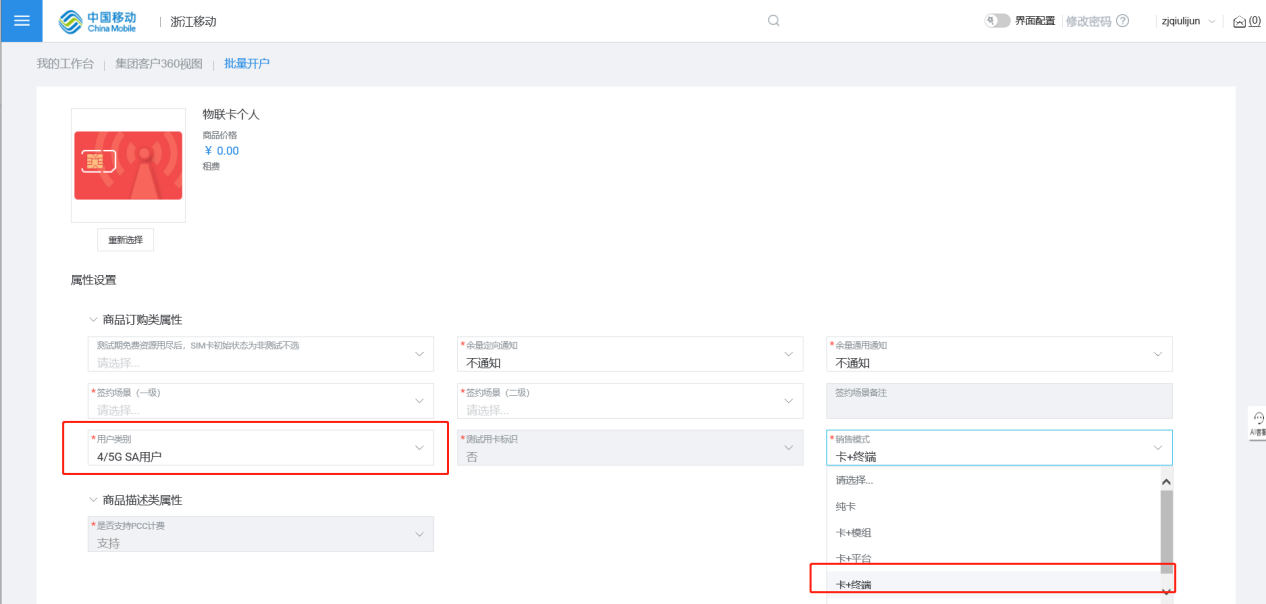 中国移动
China Mobile
浙江移动
界面配置
修改密码
zjqiulijun
(0)
我的工作台 | 集团客户360视图 | 批量开户
物联卡个人
商品价格
¥ 0.00
租费
重新选择
属性设置
商品订购类属性
测试期免费资源用尽后，SIM卡初始状态为非测试不选
请选择...
*余量定向通知
不通知
*余量通用通知
不通知
*签约场景（一级）
请选择...
*签约场景（二级）
请选择...
签约场景备注
*用户类别
4/5G SA用户
*测试用卡标识
否
*销售模式
卡+终端
请选择...
纯卡
卡+模组
卡+平台
卡+终端
商品描述类属性
*是否支持PCC计费
支持